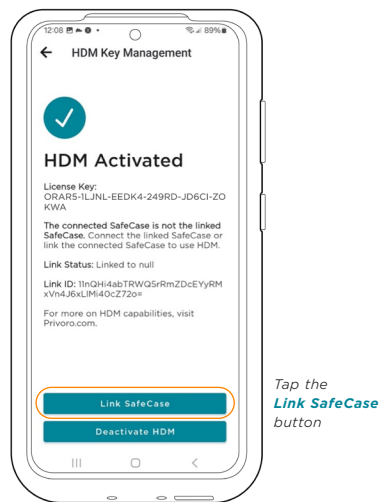 12:08
89%
HDM Key Management
HDM Activated
License Key:
ORAR5-1LJNL-EEDK4-249RD-JD6CI-ZO
KWA
The connected SafeCase is not the linked
SafeCase. Connect the linked SafeCase or
link the connected SafeCase to use HDM.
Link Status: Linked to null
Link ID: 11nQHi4abTRWQ5rRmZDcEYyRM
xVn4J6xLlMi40cZ72o=
For more on HDM capabilities, visit
Privoro.com.
Link SafeCase
Deactivate HDM
Tap the
Link SafeCase
button